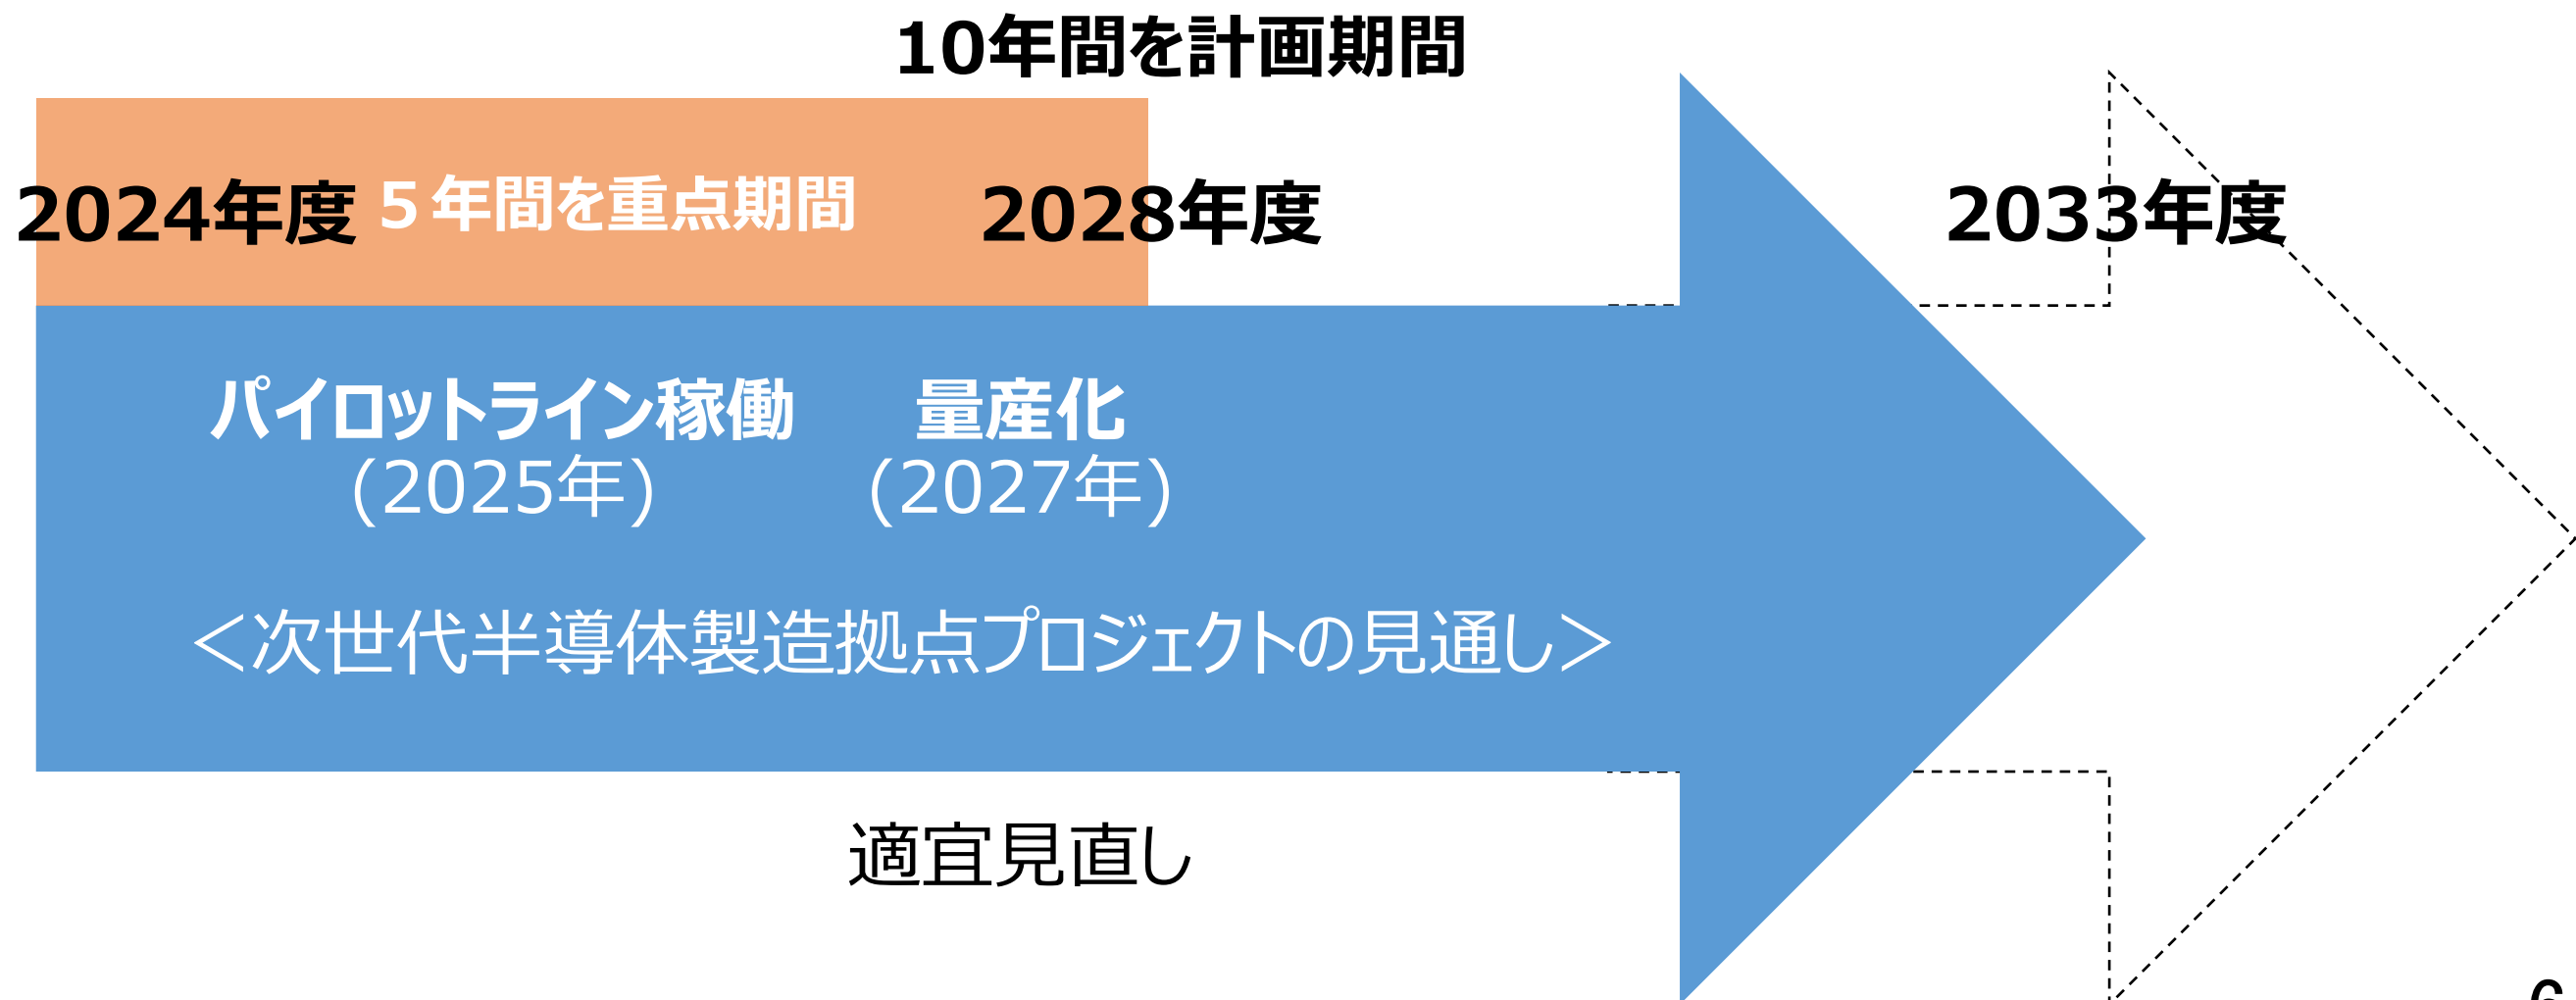 10年間を計画期間
2024年度
５年間を重点期間
2028年度
2033年度
パイロットライン稼働
(2025年)
量産化
(2027年)
＜次世代半導体製造拠点プロジェクトの見通し＞
適宜見直し